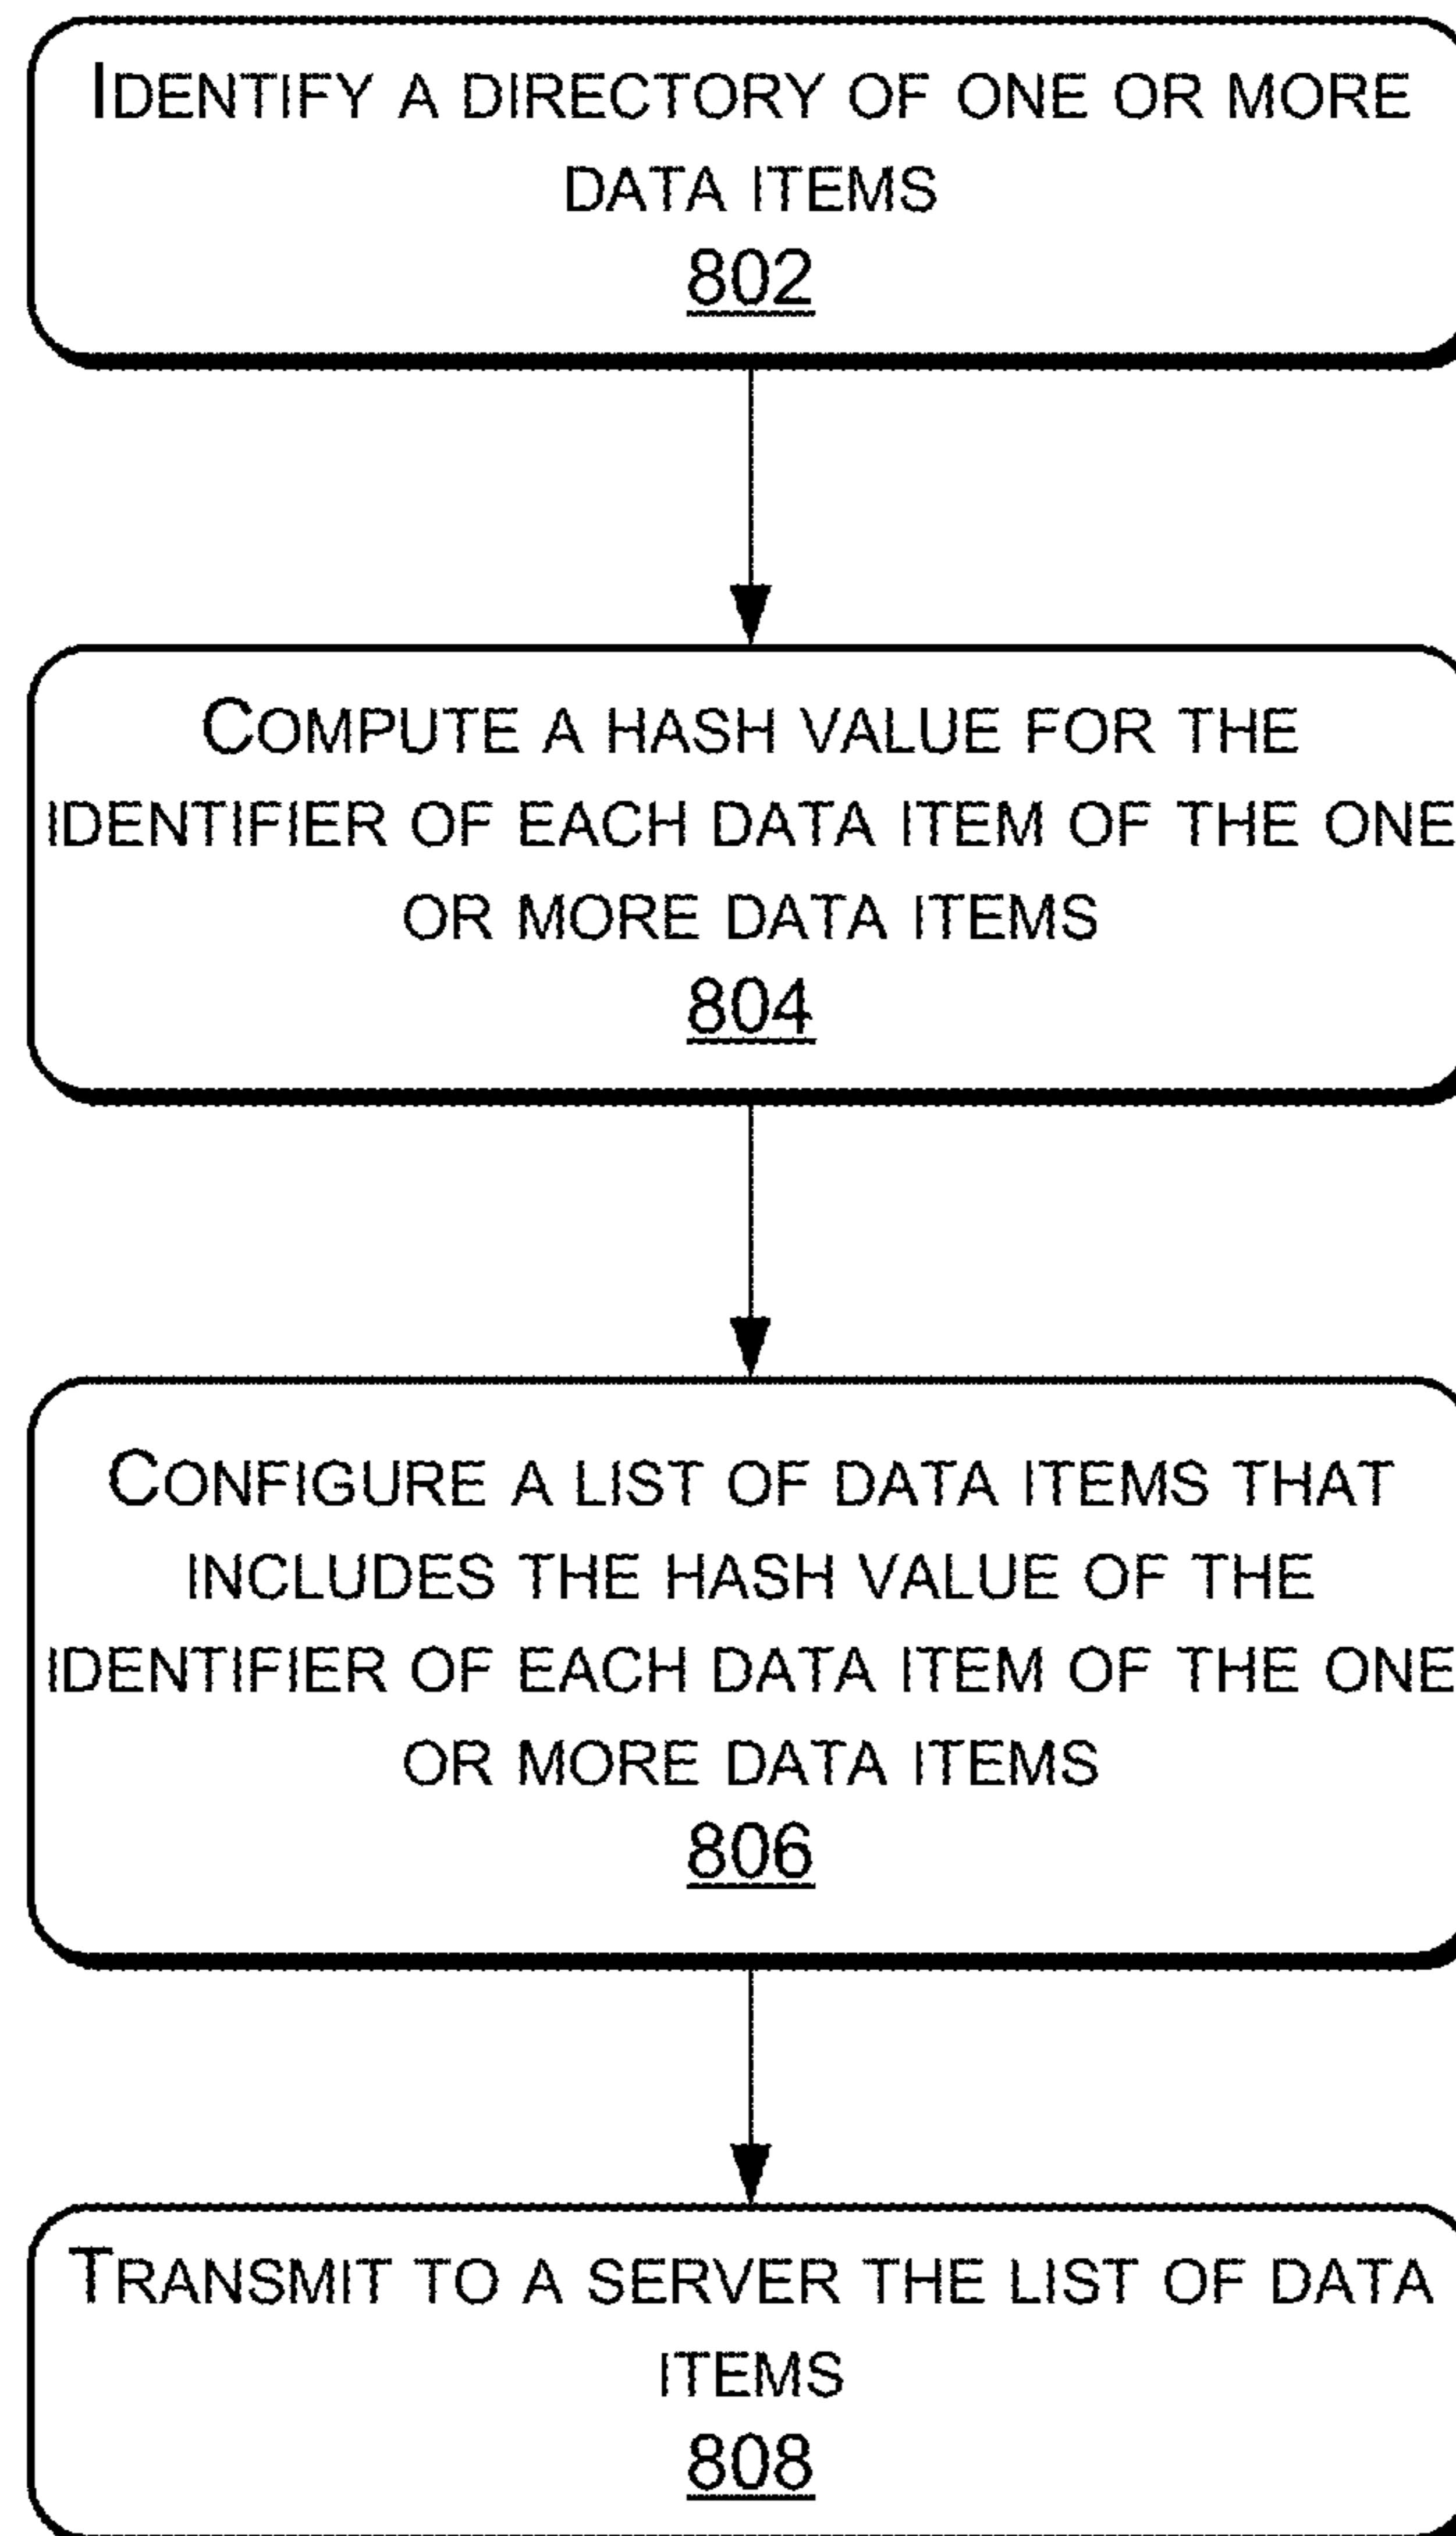 IDENTIFY A DIRECTORY OF ONE OR MORE
DATA ITEMS
802
COMPUTE A HASH VALUE FOR THE
IDENTIFIER OF EACH DATA ITEM OF THE ONE
OR MORE DATA ITEMS
804
CONFIGURE A LIST OF DATA ITEMS THAT
INCLUDES THE HASH VALUE OF THE
IDENTIFIER OF EACH DATA ITEM OF THE ONE
OR MORE DATA ITEMS
806
TRANSMIT TO A SERVER THE LIST OF DATA
ITEMS
808